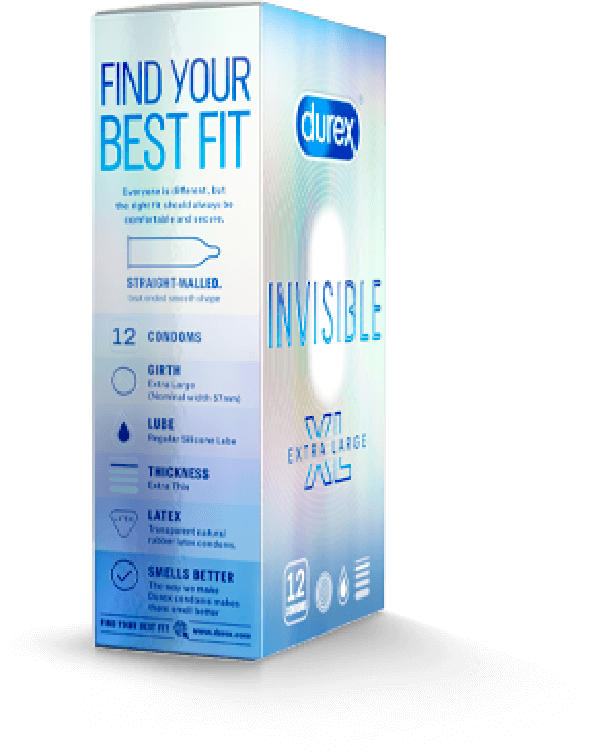 FIND YOUR
BEST FIT
Everyone is different, but
the right fit should always be
comfortable and secure.
STRAIGHT-WALLED.
teat ended smooth shape
12 CONDOMS
GIRTH
Extra Large
(Nominal width 57mm)
LUBE
Regular Silicone Lube
THICKNESS
Extra Thin
LATEX
Transparent natural
rubber latex condoms.
SMELLS BETTER
The way we make
Durex condoms makes
them smell better
FIND YOUR BEST FIT www.durex.com
durex
INVISIBLE
XL
EXTRA LARGE
12
CONDOMS